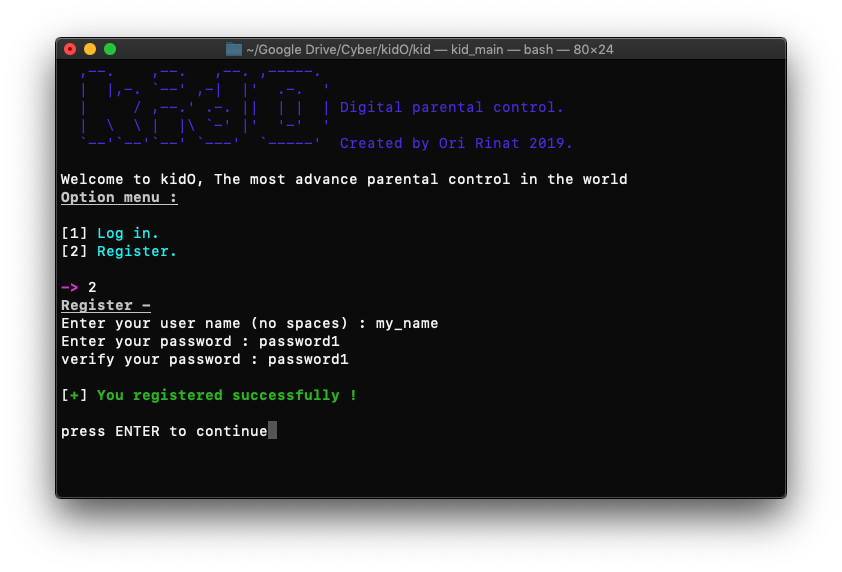 ~/Google Drive/Cyber/kidO/kid — kid_main — bash — 80×24
Digital parental control.
Created by Ori Rinat 2019.
Welcome to kidO, The most advance parental control in the world
Option menu :
[1] Log in.
[2] Register.
-> 2
Register -
Enter your user name (no spaces) : my_name
Enter your password : password1
verify your password : password1
[+] You registered successfully !
press ENTER to continue